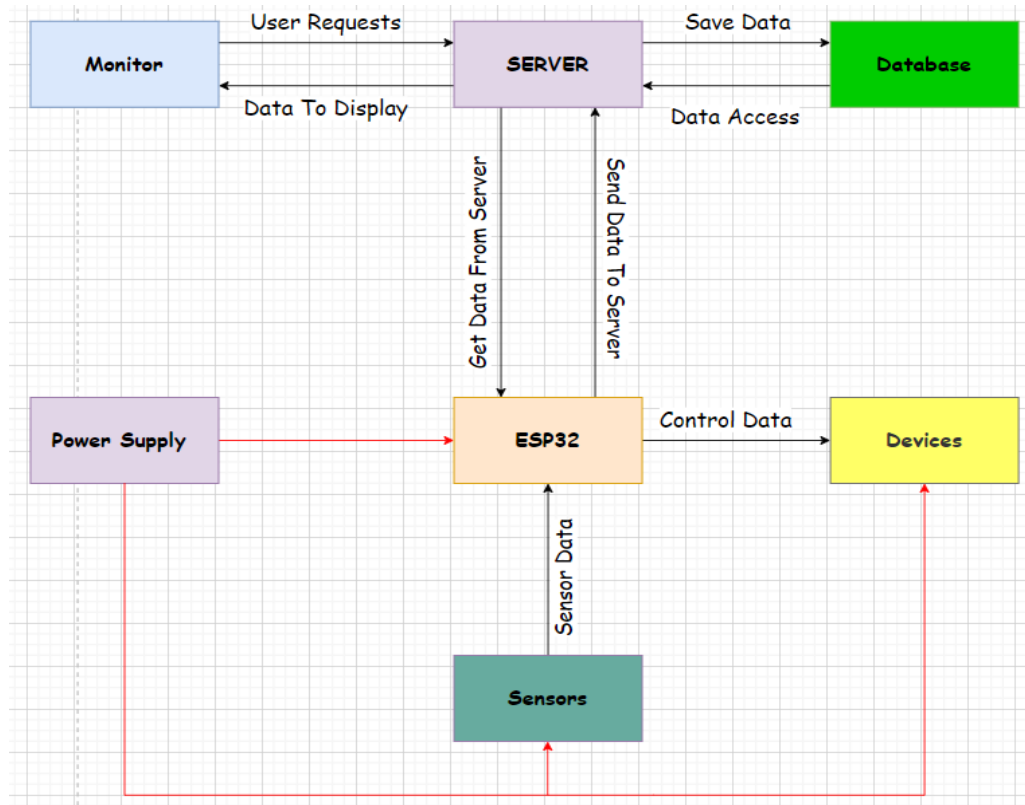 User Requests
Save Data
Monitor
SERVER
Database
Data To Display
Data Access
Get Data From Server
Send Data To Server
Power Supply
ESP32
Control Data
Devices
Sensor Data
Sensors